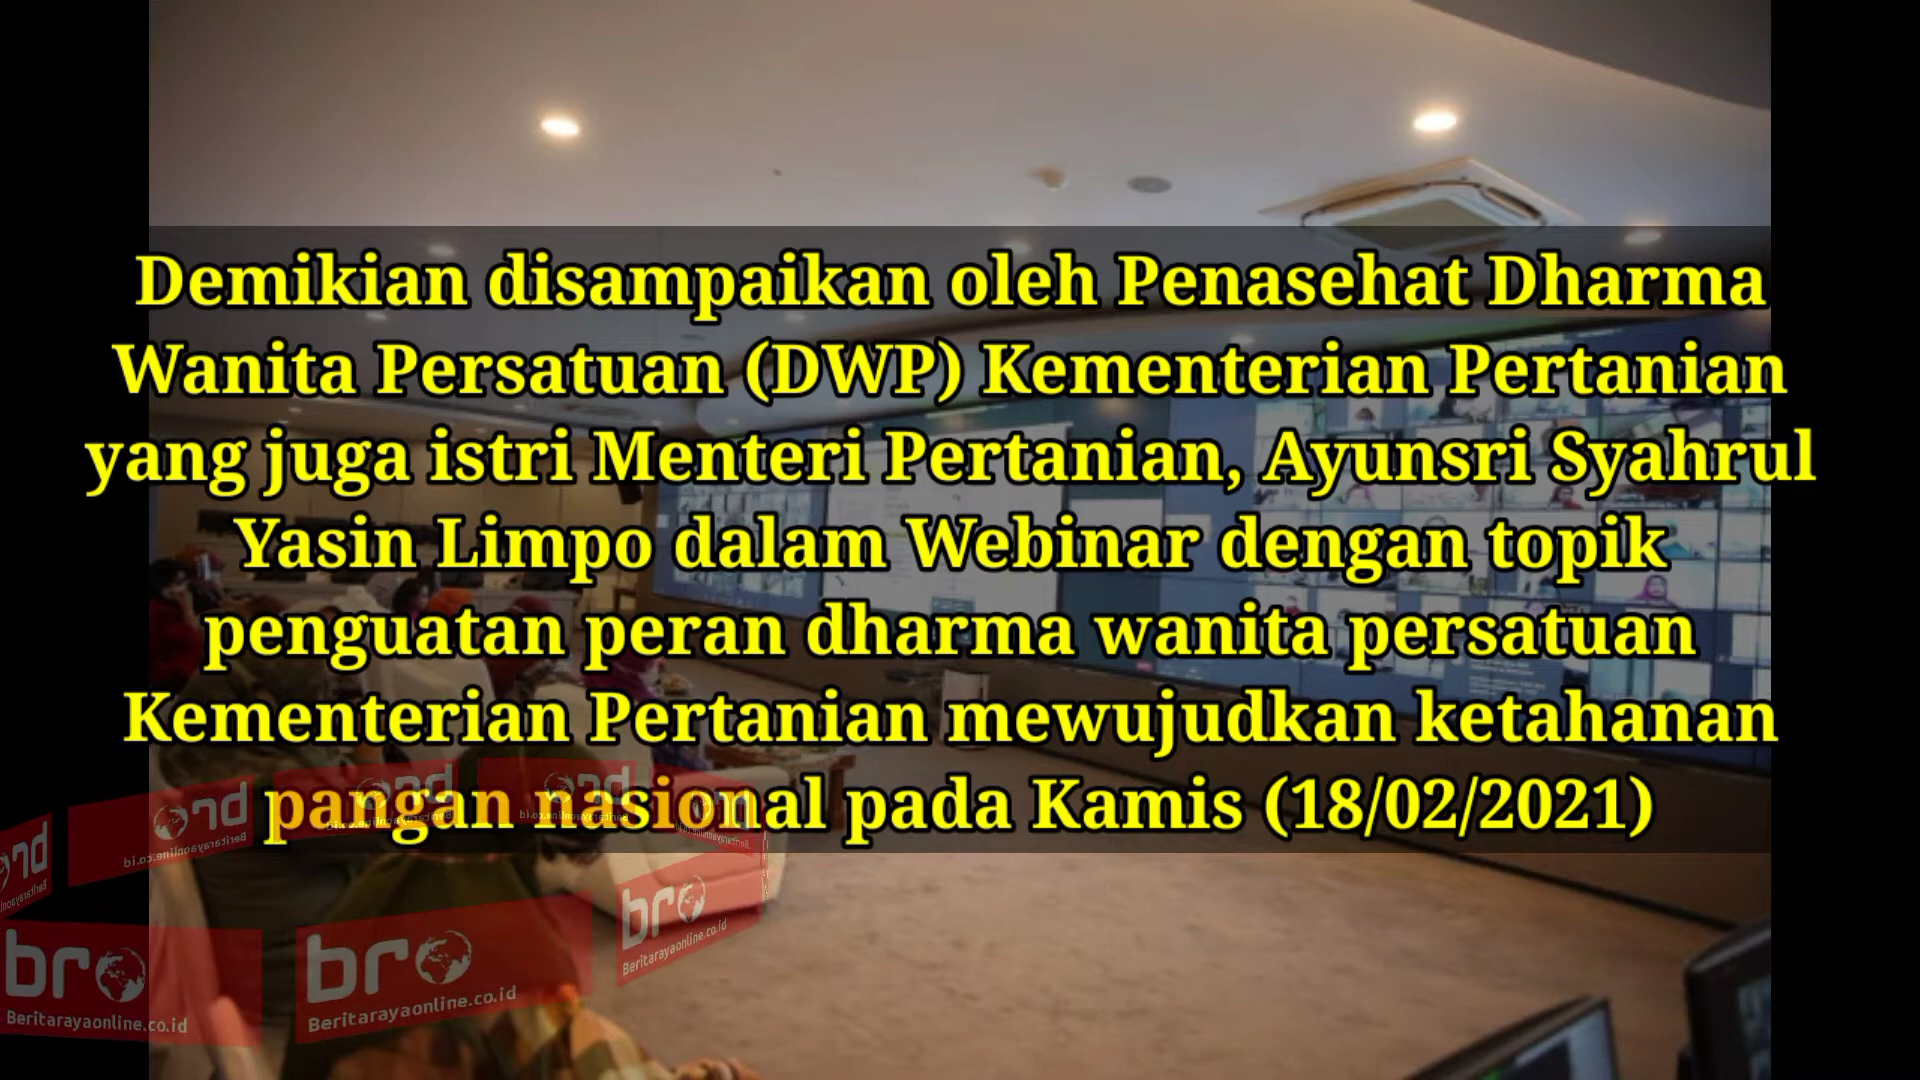 Demikian disampaikan oleh Penasehat Dharma
Wanita Persatuan (DWP) Kementerian Pertanian
yang juga istri Menteri Pertanian, Ayunsri Syahrul
Yasin Limpo dalam Webinar dengan topik
penguatan peran dharma wanita persatuan
Kementerian Pertanian mewujudkan ketahanan
pangan nasional pada Kamis (18/02/2021)
bro
Beritarayaonline.co.id
bro
Beritarayaonline.co.id
bro
Beritarayaonline.co.id